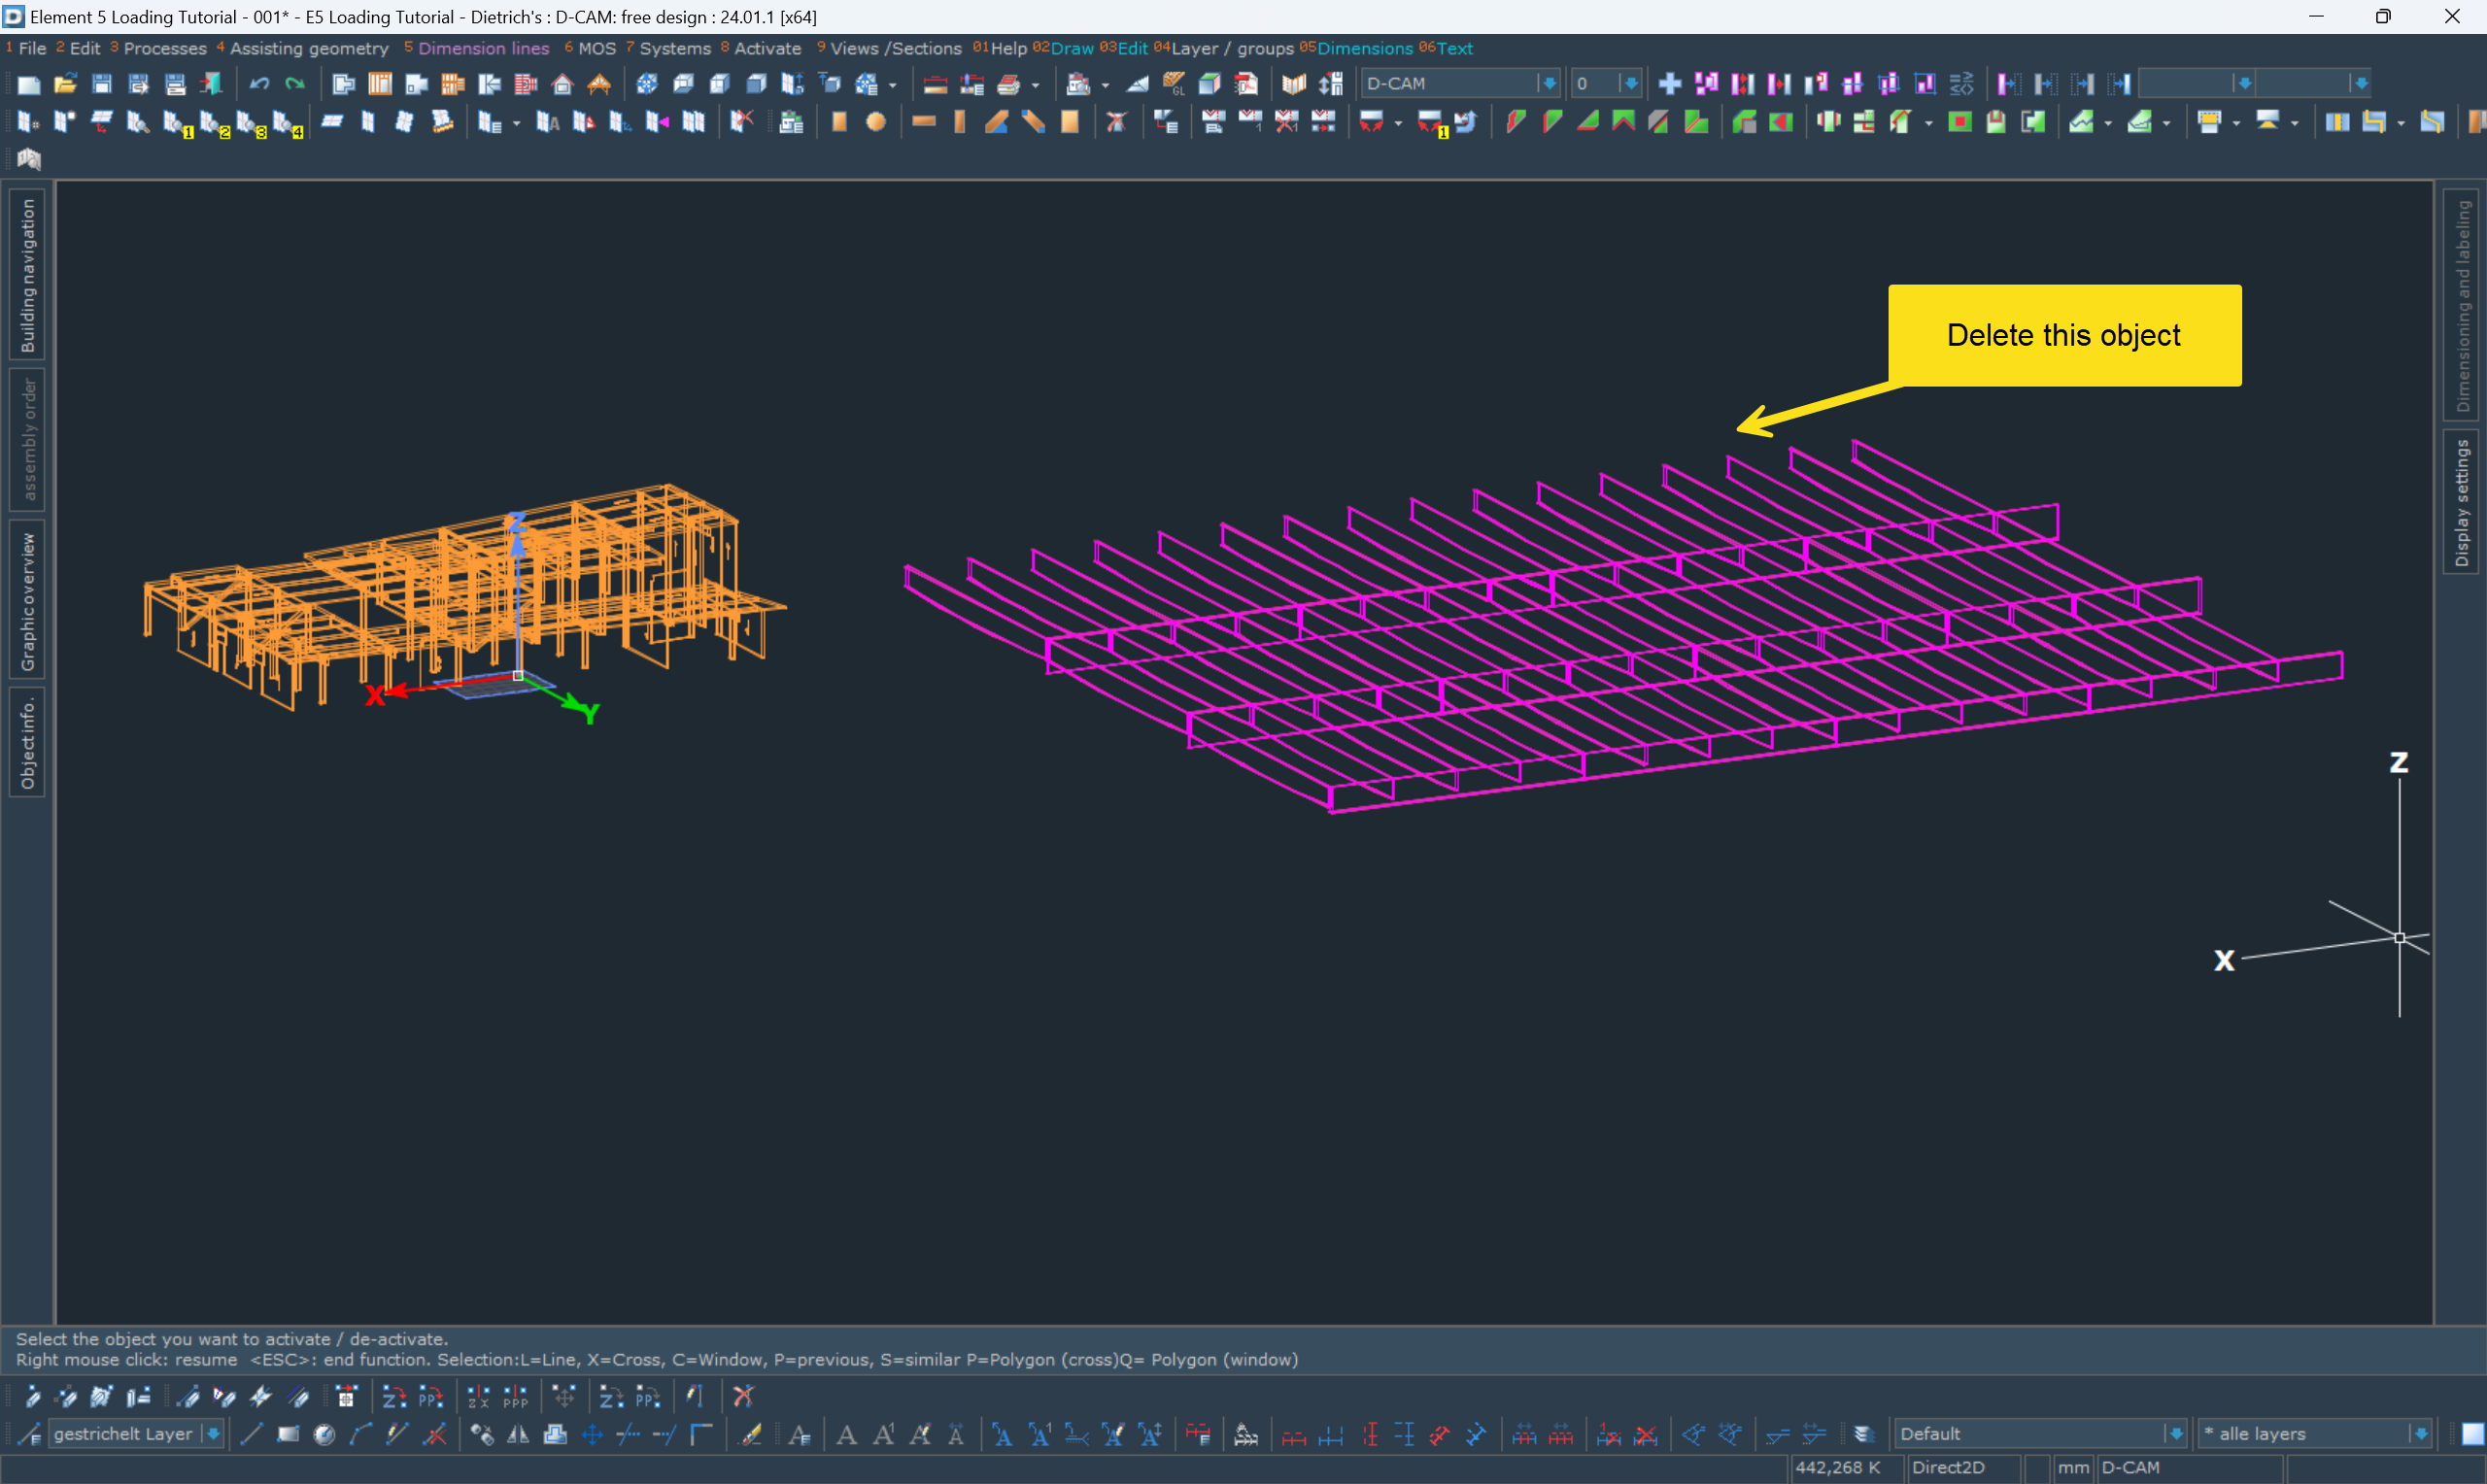 Element 5 Loading Tutorial - 001* - E5 Loading Tutorial - Dietrich's : D-CAM: free design : 24.01.1 [x64]
1 File 2 Edit 3 Processes 4 Assisting geometry 5 Dimension lines 6 MOS 7 Systems 8 Activate 9 Views /Sections 01Help 02Draw 03Edit 04Layer / groups 05Dimensions 06Text
D-CAM 0
1 2 3 4 1
Building navigation
assembly order
Graphic overview
Object info.
Dimensioning and labeling
Display settings
Delete this object
Z
X
Y
Z
X
Select the object you want to activate / de-activate.
Right mouse click: resume <ESC>: end function. Selection:L=Line, X=Cross, C=Window, P=previous, S=similar P=Polygon (cross)Q= Polygon (window)
gestrichelt Layer
Default
* alle layers
442,268 K Direct2D mm D-CAM